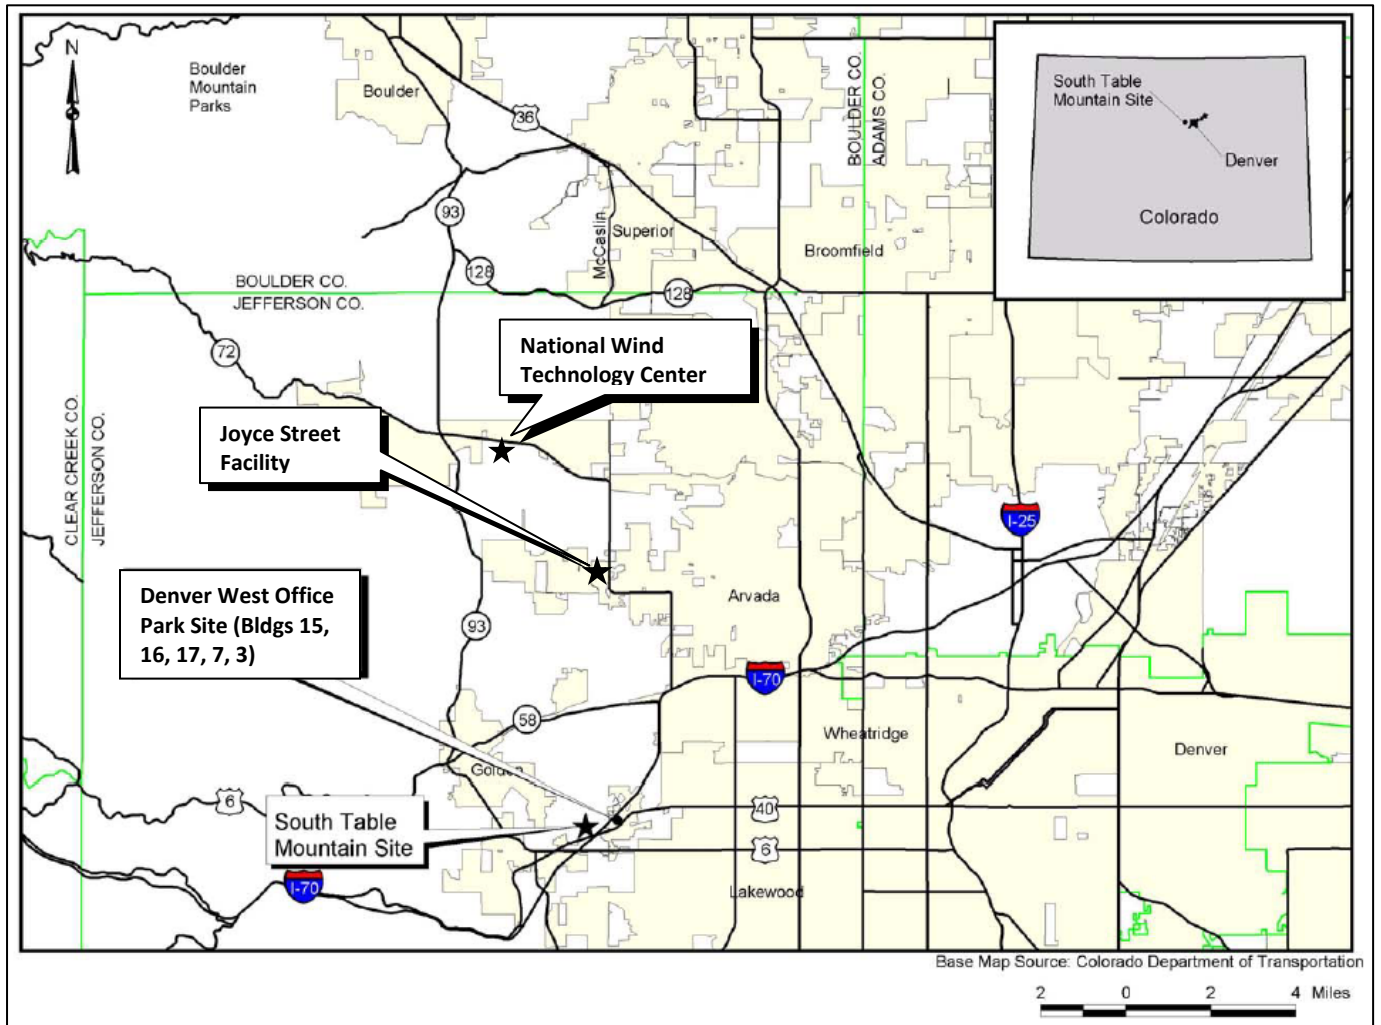 N
Boulder
Mountain
Parks
Boulder
36
BOULDER CO.
ADAMS CO.
South Table
Mountain Site
Denver
Colorado
93
McCaslin
Superior
Broomfield
128
BOULDER CO.
JEFFERSON CO.
128
72
National Wind
Technology Center
Joyce Street
Facility
CLEAR CREEK CO.
JEFFERSON CO.
I-25
Denver West Office
Park Site (Bldgs 15,
16, 17, 7, 3)
Arvada
93
I-70
58
Wheatridge
Denver
Golden
6
40
South Table
Mountain Site
6
I-70
Lakewood
Base Map Source: Colorado Department of Transportation
2 0 2 4 Miles